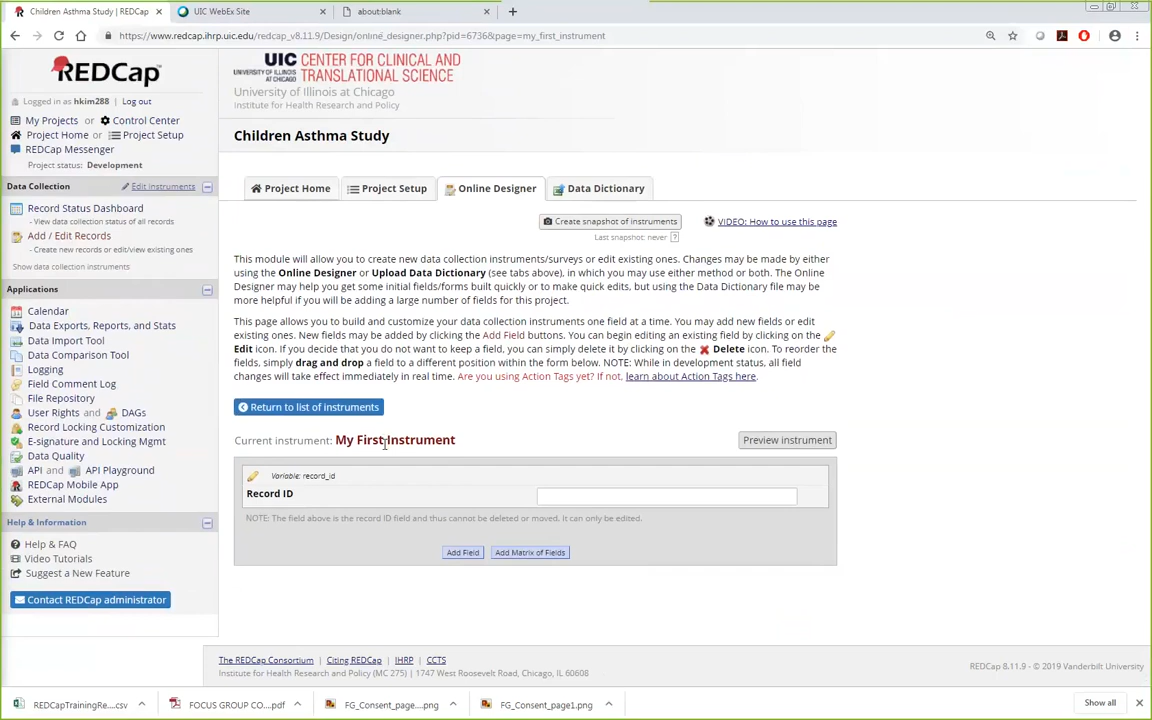 Children Asthma Study | REDCap
UIC WebEx Site
about:blank
https://www.redcap.ihrp.uic.edu/redcap_v8.11.9/Design/online_designer.php?pid=6736&page=my_first_instrument
REDCap
Logged in as hkim288 | Log out
My Projects or Control Center
Project Home or Project Setup
REDCap Messenger
Project status: Development
Data Collection Edit instruments
Record Status Dashboard
- View data collection status of all records
Add / Edit Records
- Create new records or edit/view existing ones
Show data collection instruments
Applications
Calendar
Data Exports, Reports, and Stats
Data Import Tool
Data Comparison Tool
Logging
Field Comment Log
File Repository
User Rights and DAGs
Record Locking Customization
E-signature and Locking Mgmt
Data Quality
API and API Playground
REDCap Mobile App
External Modules
Help & Information
Help & FAQ
Video Tutorials
Suggest a New Feature
Contact REDCap administrator
UIC CENTER FOR CLINICAL AND
UNIVERSITY OF ILLINOIS AT CHICAGO TRANSLATIONAL SCIENCE
University of Illinois at Chicago
Institute for Health Research and Policy
Children Asthma Study
Project Home
Project Setup
Online Designer
Data Dictionary
Create snapshot of instruments
Last snapshot: never ?
VIDEO: How to use this page
This module will allow you to create new data collection instruments/surveys or edit existing ones. Changes may be made by either
using the Online Designer or Upload Data Dictionary (see tabs above), in which you may use either method or both. The Online
Designer may help you get some initial fields/forms built quickly or to make quick edits, but using the Data Dictionary file may be
more helpful if you will be adding a large number of fields for this project.
This page allows you to build and customize your data collection instruments one field at a time. You may add new fields or edit
existing ones. New fields may be added by clicking the Add Field buttons. You can begin editing an existing field by clicking on the
Edit icon. If you decide that you do not want to keep a field, you can simply delete it by clicking on the Delete icon. To reorder the
fields, simply drag and drop a field to a different position within the form below. NOTE: While in development status, all field
changes will take effect immediately in real time. Are you using Action Tags yet? If not, learn about Action Tags here.
Return to list of instruments
Current instrument: My First Instrument
Preview instrument
Variable: record_id
Record ID
NOTE: The field above is the record ID field and thus cannot be deleted or moved. It can only be edited.
Add Field
Add Matrix of Fields
The REDCap Consortium | Citing REDCap | IHRP | CCTS
Institute for Health Research and Policy (MC 275) | 1747 West Roosevelt Road, Chicago, IL 60608
REDCap 8.11.9 - © 2019 Vanderbilt University
REDCapTrainingRe....csv
FOCUS GROUP CO....pdf
FG_Consent_page....png
FG_Consent_page1.png
Show all